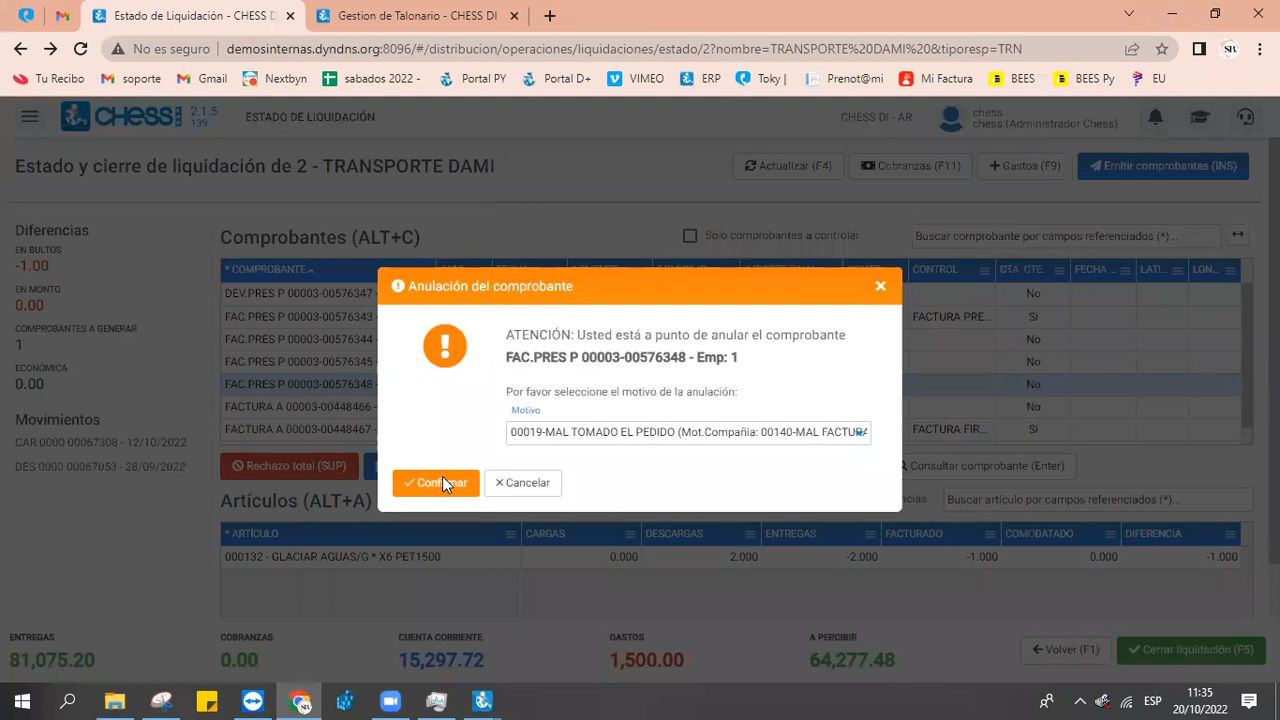 Estado de Liquidación - CHESS DI
Gestion de Talonario - CHESS DI
No es seguro
demosinternas.dyndns.org:8096/#/distribucion/operaciones/liquidaciones/estado/2?nombre=TRANSPORTE%20DAMI%20&tiporesp=TRN
Tu Recibo
soporte
Gmail
Nextbyn
sabados 2022 -
Portal PY
Portal D+
VIMEO
ERP
Toky |
Prenot@mi
Mi Factura
BEES
BEES Py
EU
CHESS
2.1.5
139
ESTADO DE LIQUIDACIÓN
CHESS DI - AR
chess
chess (Administrador Chess)
Estado y cierre de liquidación de 2 - TRANSPORTE DAMI
Actualizar (F4)
Cobranzas (F11)
Gastos (F9)
Emitir comprobantes (INS)
Diferencias
EN BULTOS
-1.00
EN MONTO
0.00
COMPROBANTES A GENERAR
1
ECONÓMICA
0.00
Movimientos
CAR 0000 00067308 - 12/10/2022
DES 0000 00067053 - 28/09/2022
Comprobantes (ALT+C)
Sólo comprobantes a controlar
Buscar comprobante por campos referenciados (*)...
* COMPROBANTE
CONTROL
STA. CTE
FECHA ...
LATI...
LON...
DEV.PRES P 00003-00576347
No
FAC.PRES P 00003-00576344
FACTURA PRE...
Si
FAC.PRES P 00003-00576345
No
FAC.PRES P 00003-00576348
No
FACTURA A 00003-00448466
No
FACTURA A 00003-00448467
FACTURA FIR...
Anulación del comprobante
ATENCIÓN: Usted está a punto de anular el comprobante
FAC.PRES P 00003-00576348 - Emp: 1
Por favor seleccione el motivo de la anulación:
Motivo
00019-MAL TOMADO EL PEDIDO (Mot.Compañia: 00140-MAL FACTURA
Confirmar
Cancelar
Rechazo total (SUP)
Consultar comprobante (Enter)
Artículos (ALT+A)
Buscar artículo por campos referenciados (*)...
* ARTÍCULO
CARGAS
DESCARGAS
ENTREGAS
FACTURADO
COMODATADO
DIFERENCIA
000132 - GLACIAR AGUAS/G * X6 PET1500
0.000
2.000
-2.000
-1.000
0.000
-1.000
ENTREGAS
81,075.20
COBRANZAS
0.00
CUENTA CORRIENTE
15,297.72
GASTOS
1,500.00
A PERCIBIR
64,277.48
Volver (F1)
Cerrar liquidación (F5)
ESP
11:35
20/10/2022